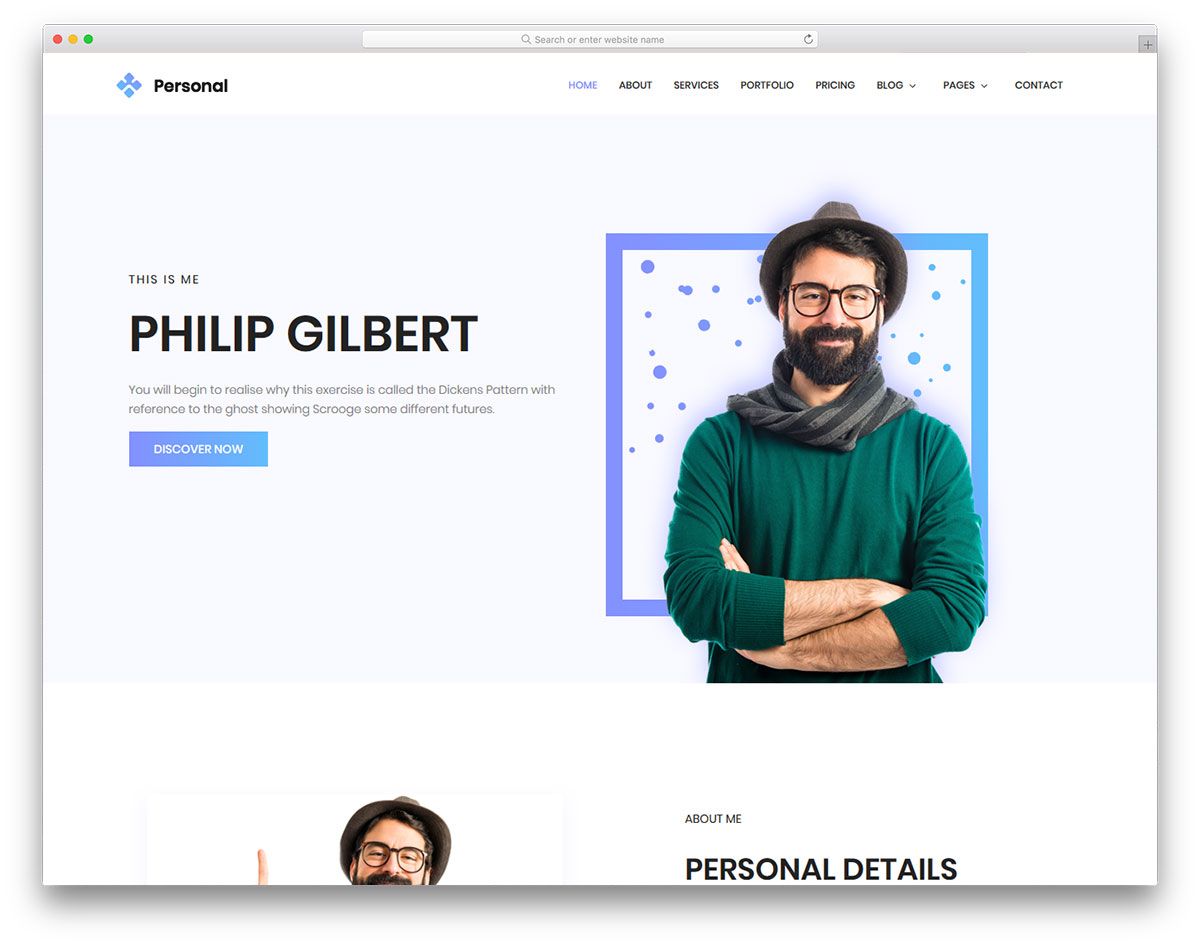 Search or enter website name
Personal
HOME ABOUT SERVICES PORTFOLIO PRICING BLOG PAGES CONTACT
THIS IS ME
PHILIP GILBERT
You will begin to realise why this exercise is called the Dickens Pattern with
reference to the ghost showing Scrooge some different futures.
DISCOVER NOW
ABOUT ME
PERSONAL DETAILS